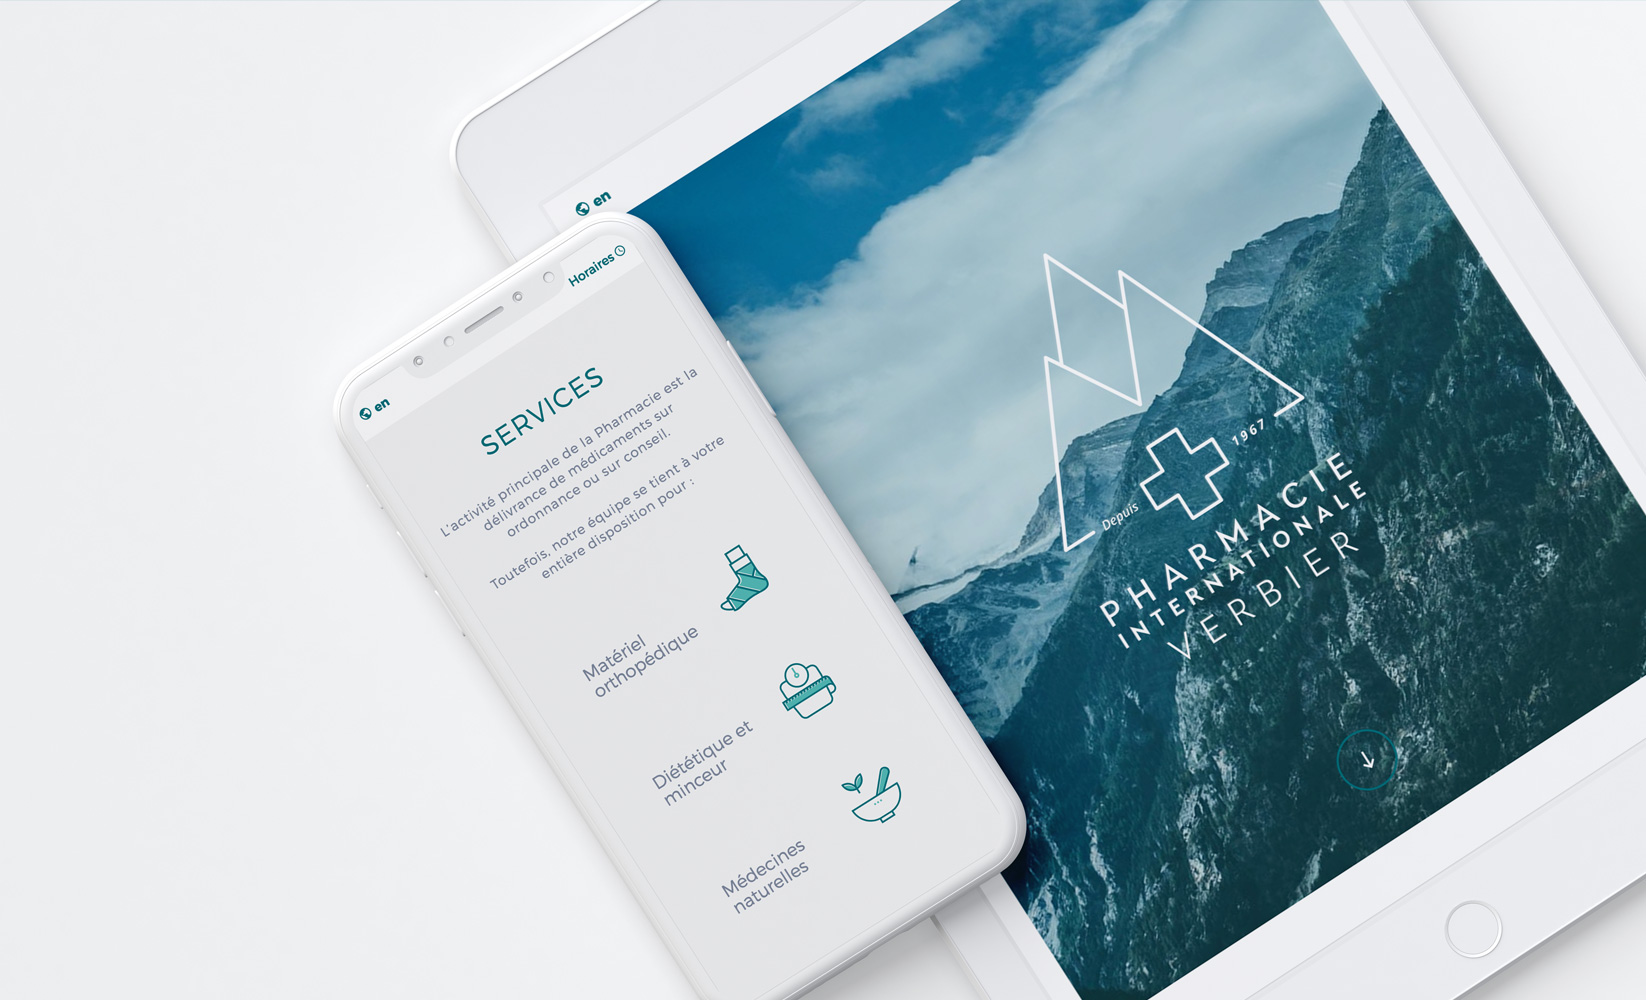 en
Horaires
en
SERVICES
L'activité principale de la Pharmacie est la
délivrance de médicaments sur
ordonnance ou sur conseil.
Toutefois, notre équipe se tient à votre
entière disposition pour :
Matériel
orthopédique
Diététique et
minceur
Médecines
naturelles
Depuis
1967
PHARMACIE
INTERNATIONALE
VERBIER